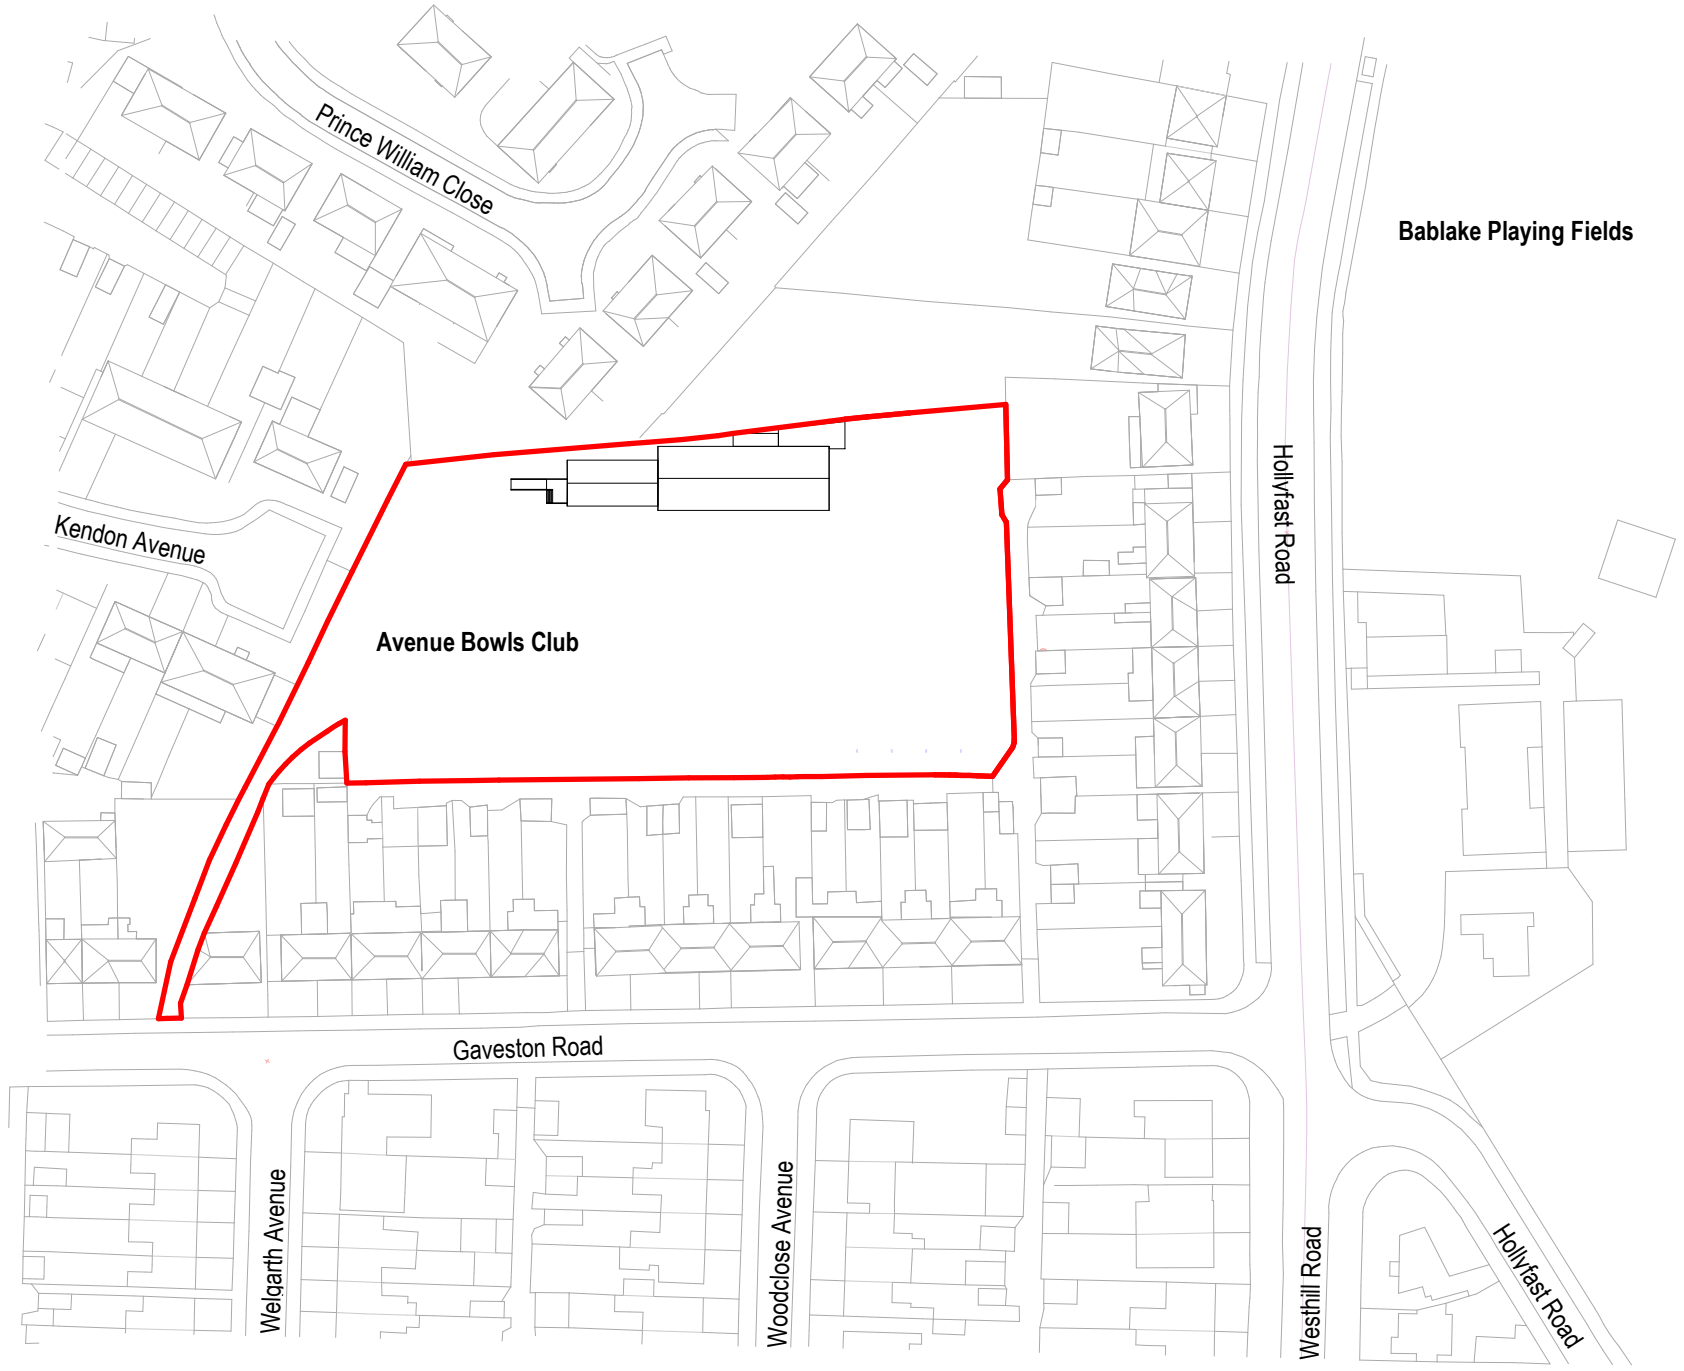 Prince William Close
Bablake Playing Fields
Hollyfast Road
Kendon Avenue
Avenue Bowls Club
Gaveston Road
Welgarth Avenue
Woodclose Avenue
Westhill Road
Hollyfast Road